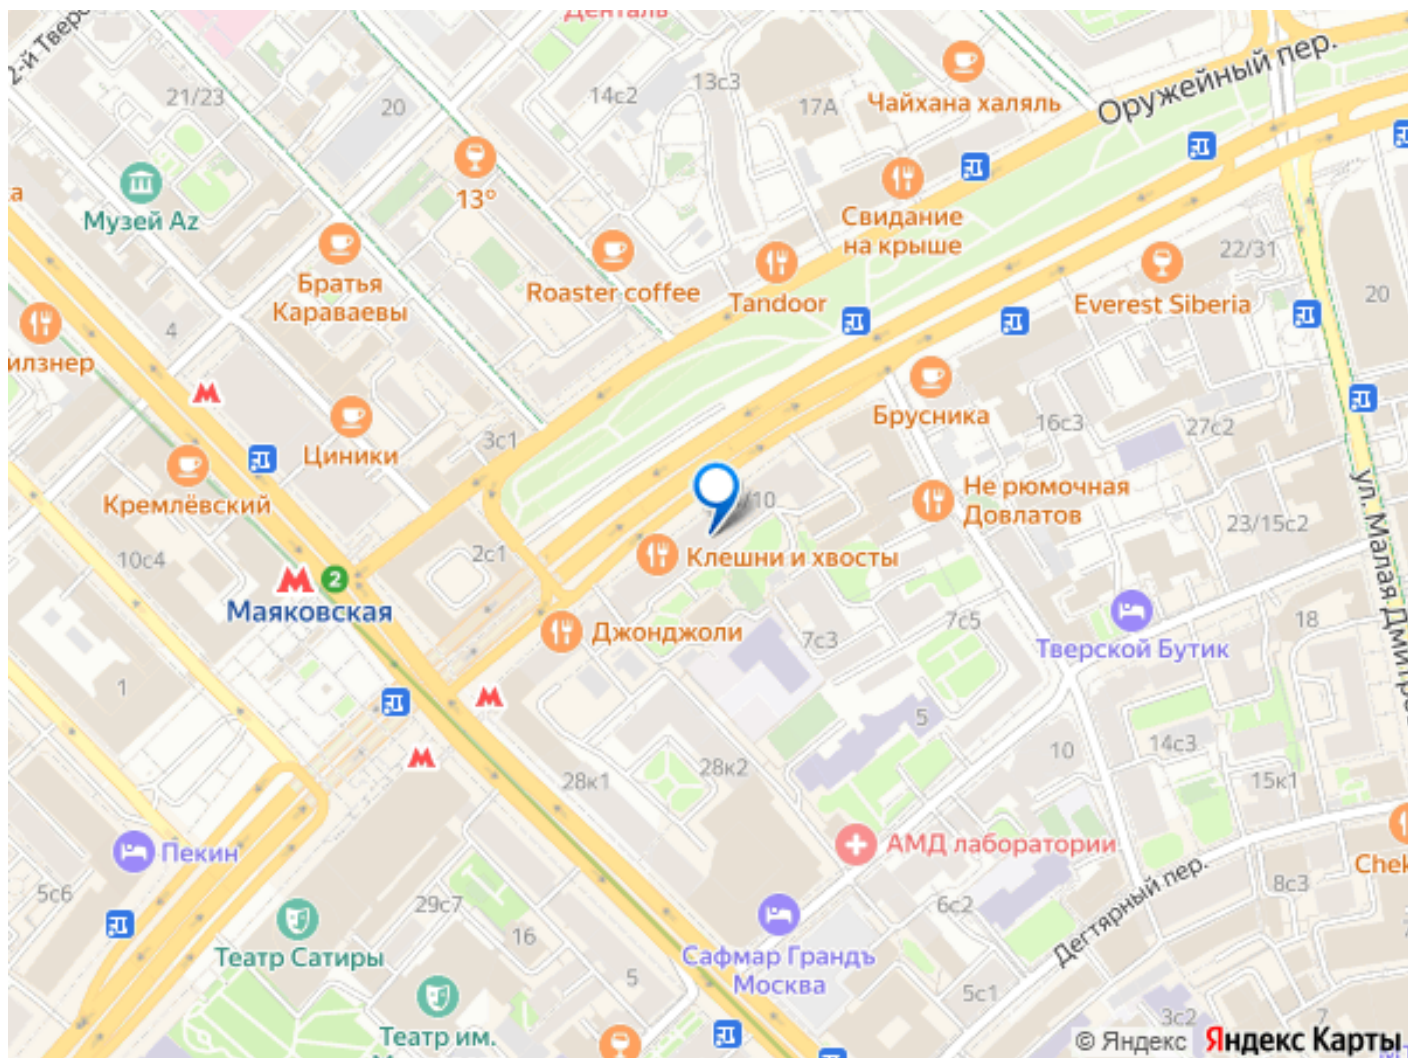 Денталь
2-й Твер
21/23
20
14с2
13с3
17А
Чайхана халяль
Оружейный пер.
13°
Музей Az
Свидание
на крыше
22/31
Братья
Караваевы
Roaster coffee
Tandoor
Everest Siberia
20
4
илзнер
Брусника
16с3
27с2
3с1
Циники
Кремлёвский
Не рюмочная
Довлатов
/10
23/15с2
ул. Малая Дмитро
10с4
2с1
Клешни и хвосты
2
Маяковская
Джонджоли
7с3
7с5
18
Тверской Бутик
1
5
10
14с3
28к1
28к2
15к1
Пекин
АМД лаборатории
Chek
5с6
29с7
6с2
8с3
Дегтярный пер.
16
Театр Сатиры
Сафмар Грандъ
Москва
5
5с1
Театр им.
3с2
7
© Яндекс Яндекс Карты